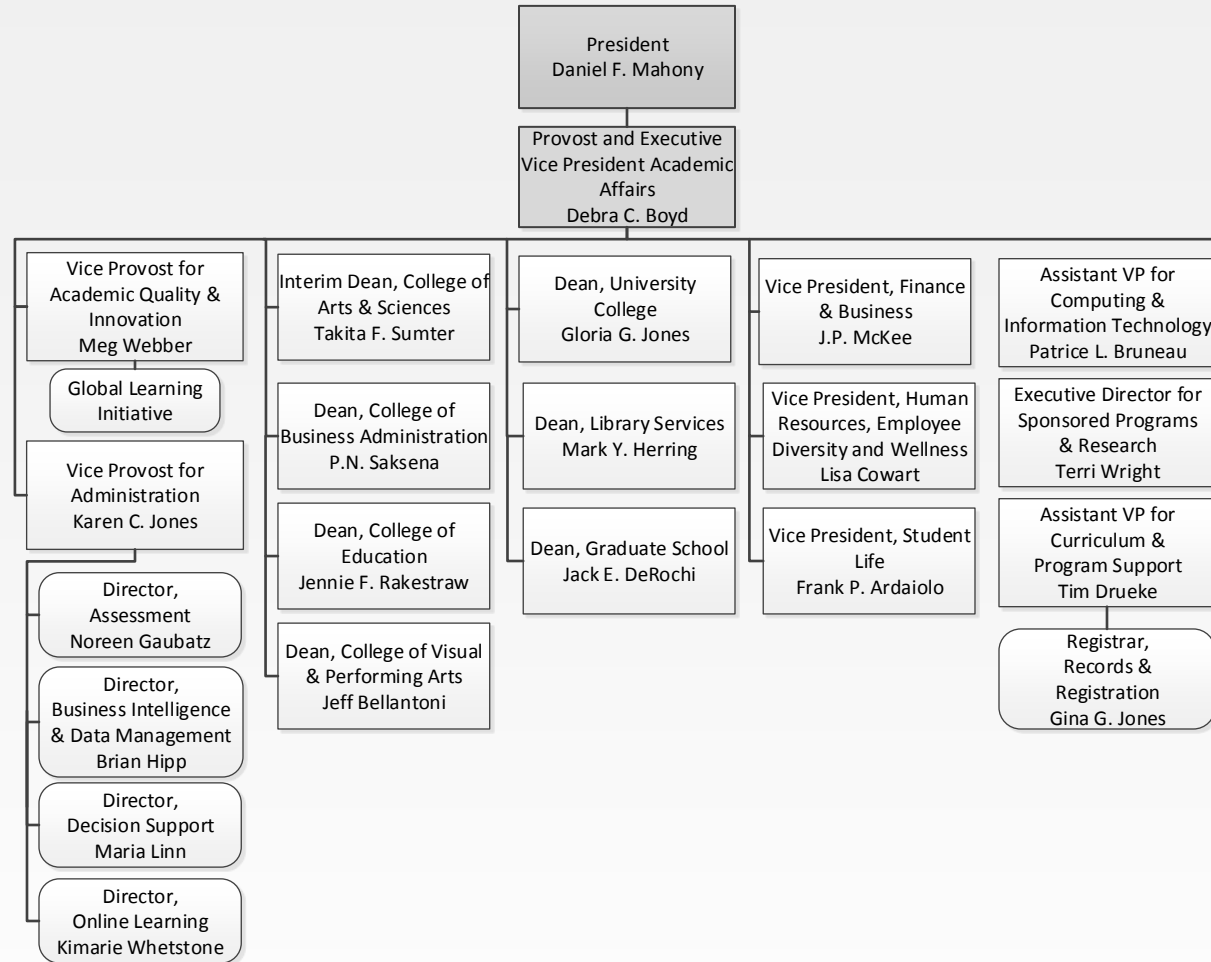 President
Daniel F. Mahony
Provost and Executive
Vice President Academic
Affairs
Debra C. Boyd
Vice Provost for
Academic Quality &
Innovation
Meg Webber
Global Learning
Initiative
Vice Provost for
Administration
Karen C. Jones
Director,
Assessment
Noreen Gaubatz
Director,
Business Intelligence
& Data Management
Brian Hipp
Director,
Decision Support
Maria Linn
Director,
Online Learning
Kimarie Whetstone
Interim Dean, College of
Arts & Sciences
Takita F. Sumter
Dean, College of
Business Administration
P.N. Saksena
Dean, College of
Education
Jennie F. Rakestraw
Dean, College of Visual
& Performing Arts
Jeff Bellantoni
Dean, University
College
Gloria G. Jones
Dean, Library Services
Mark Y. Herring
Dean, Graduate School
Jack E. DeRochi
Vice President, Finance
& Business
J.P. McKee
Vice President, Human
Resources, Employee
Diversity and Wellness
Lisa Cowart
Vice President, Student
Life
Frank P. Ardaiolo
Assistant VP for
Computing &
Information Technology
Patrice L. Bruneau
Executive Director for
Sponsored Programs
& Research
Terri Wright
Assistant VP for
Curriculum &
Program Support
Tim Drueke
Registrar,
Records &
Registration
Gina G. Jones